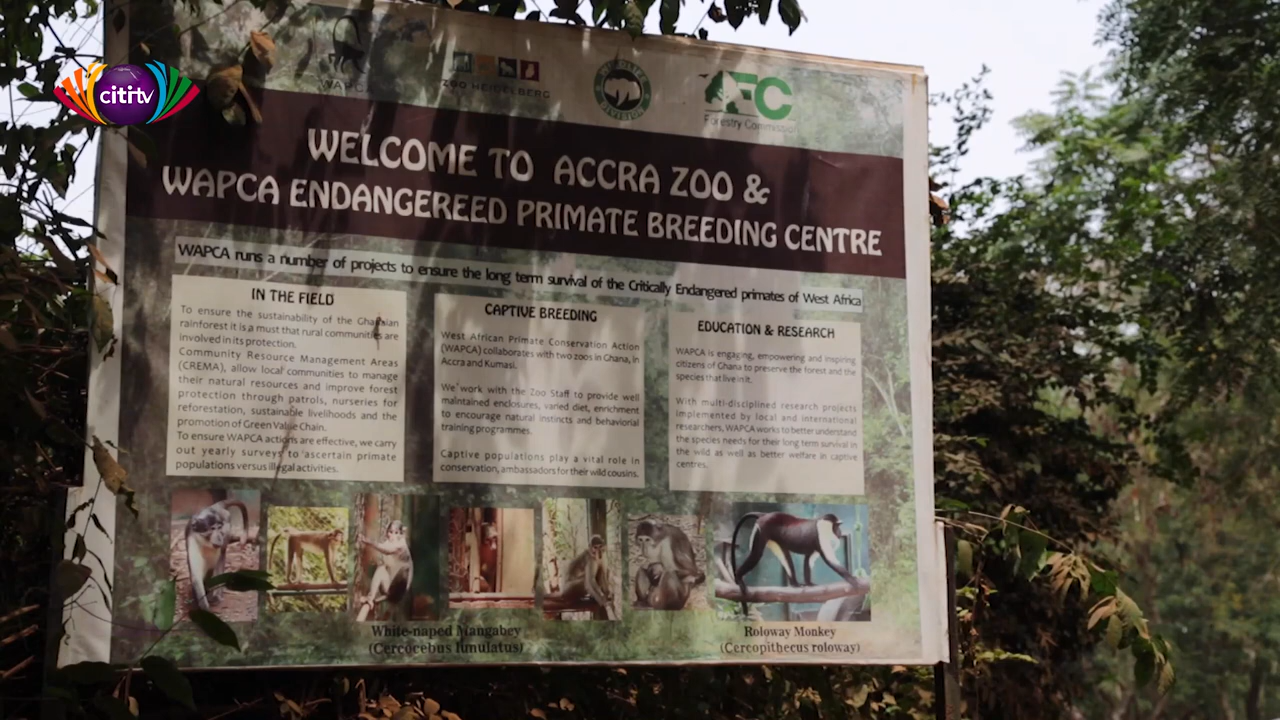 citi tv
WAPCA
ZOO HEIDELBERG
WILDLIFE DIVISION
FC
Forestry Commission
WELCOME TO ACCRA ZOO &
WAPCA ENDANGEREED PRIMATE BREEDING CENTRE
WAPCA runs a number of projects to ensure the long term survival of the Critically Endangered primates of West Africa
IN THE FIELD
To ensure the sustainability of the Ghanaian
rainforest it is a must that rural communities are
involved in its protection.
Community Resource Management Areas
(CREMA), allow local communities to manage
their natural resources and improve forest
protection through patrols, nurseries for
reforestation, sustainable livelihoods and the
promotion of Green Value Chain.
To ensure WAPCA actions are effective, we carry
out yearly surveys to ascertain primate
populations versus illegal activities.
CAPTIVE BREEDING
West African Primate Conservation Action
(WAPCA) collaborates with two zoos in Ghana, in
Accra and Kumasi.
We work with the Zoo Staff to provide well
maintained enclosures, varied diet, enrichment
to encourage natural instincts and behaviorial
training programmes.
Captive populations play a vital role in
conservation, ambassadors for their wild cousins.
EDUCATION & RESEARCH
WAPCA is engaging, empowering and inspiring
citizens of Ghana to preserve the forest and the
species that live in it.
With multi-disciplined research projects
implemented by local and international
researchers, WAPCA works to better understand
the species needs for their long term survival in
the wild as well as better welfare in captive
centres.
White-naped Mangabey
(Cercocebus lunulatus)
Roloway Monkey
(Cercopithecus roloway)